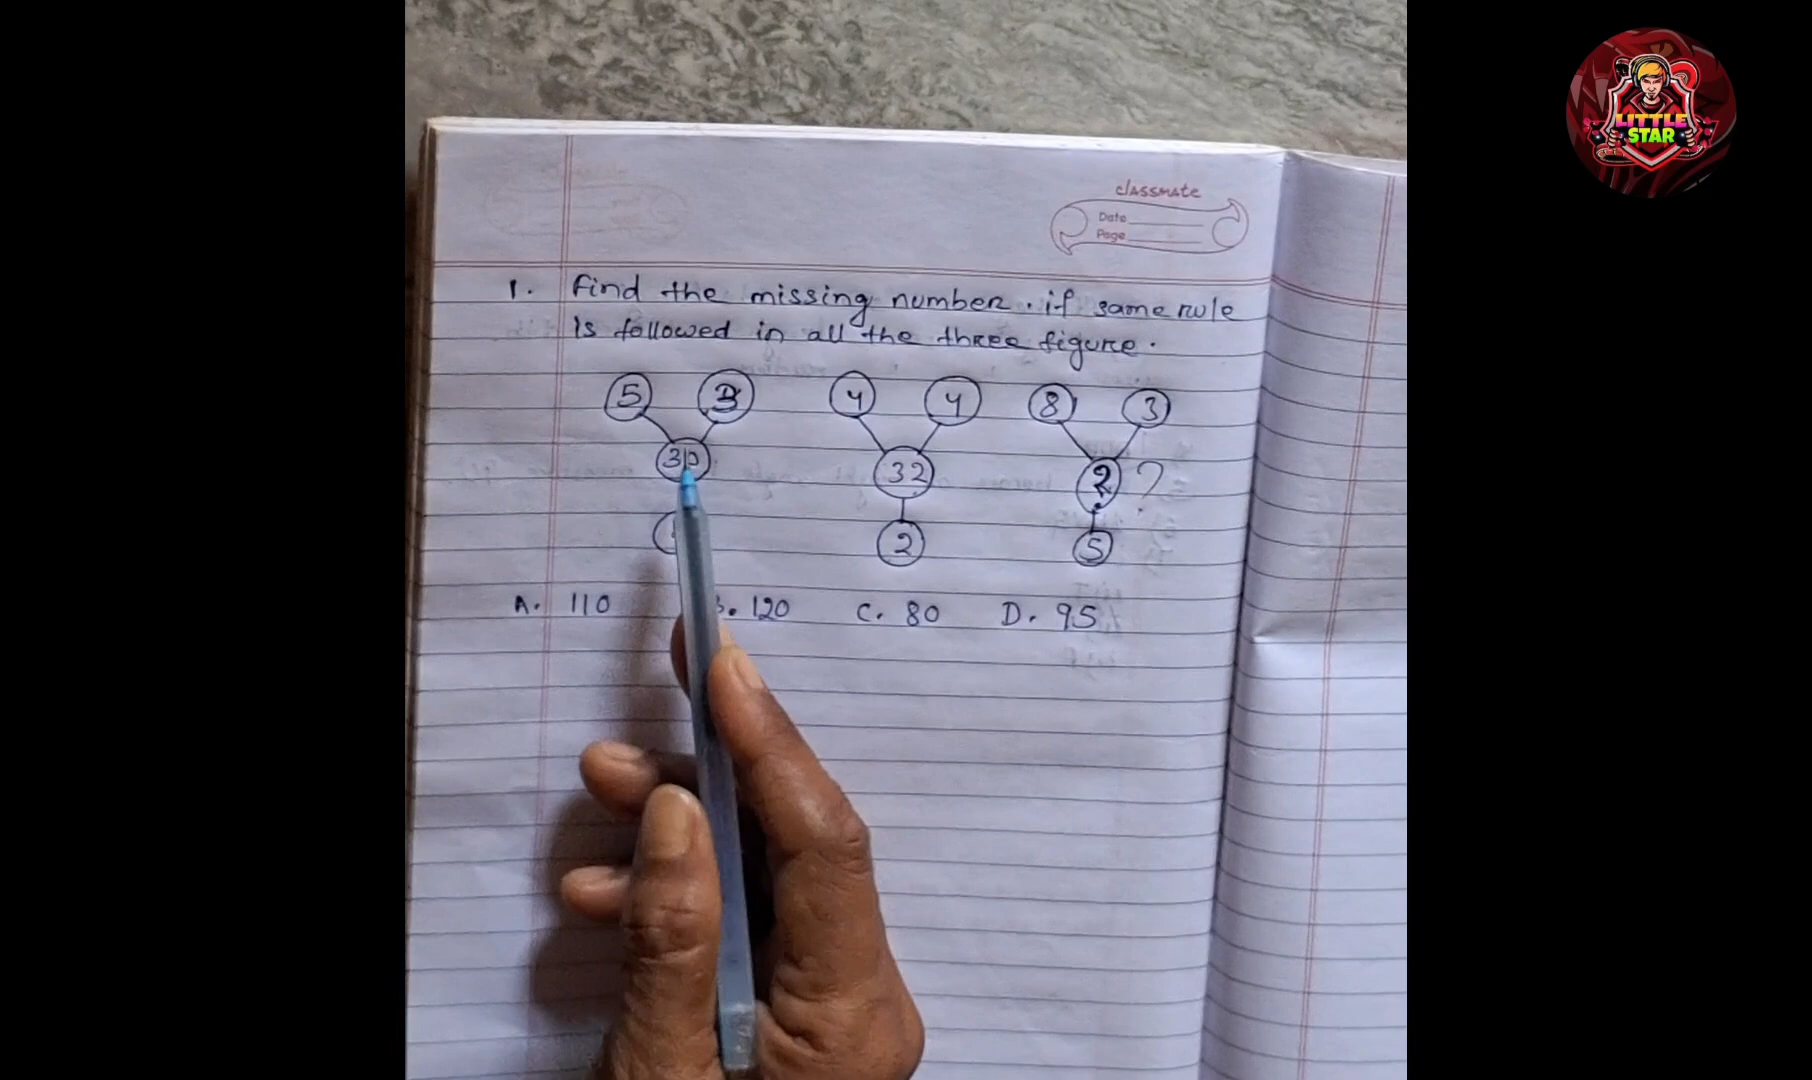 LITTLE
STAR
classmate
Date
Page
1. Find the missing number. if same rule
is followed in all the three figure.
5 3 4 4 8 3
30 32 ?
2 5
A. 110 B. 120 C. 80 D. 95